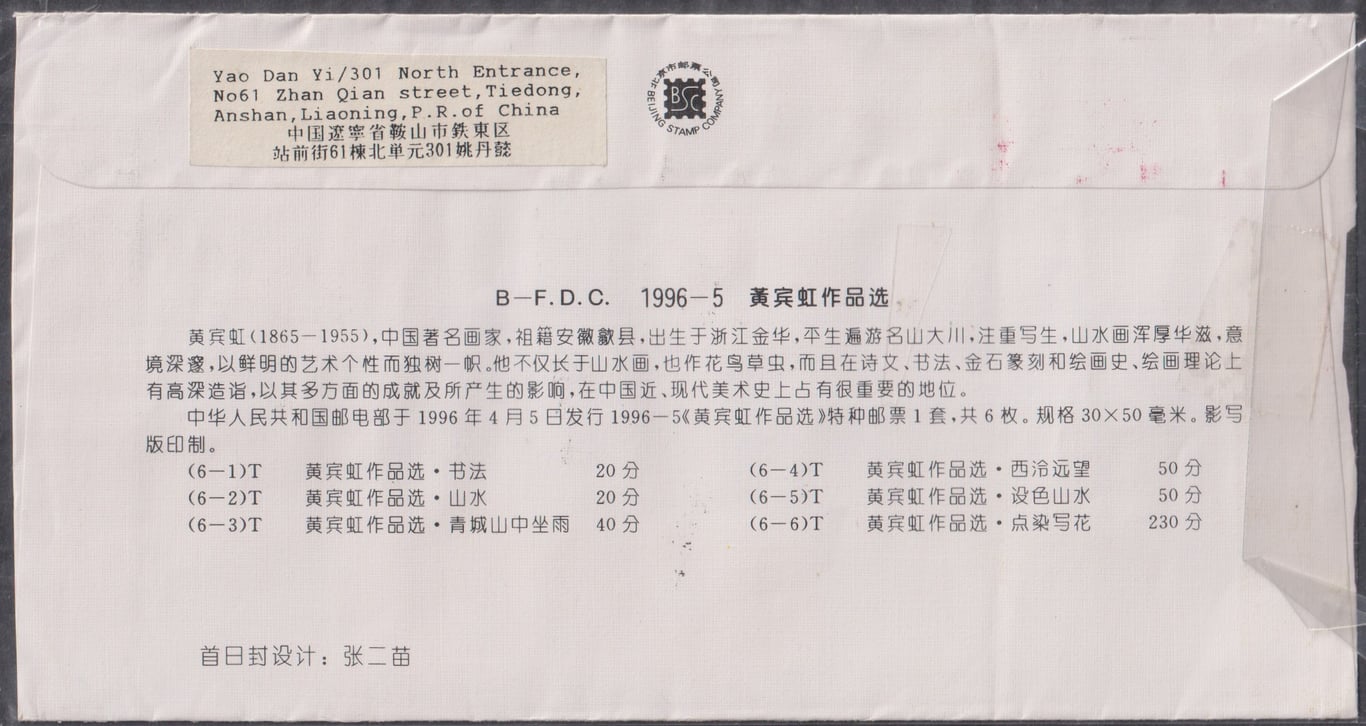 Yao Dan Yi/301 North Entrance,
No61 Zhan Qian street,Tiedong,
Anshan,Liaoning,P.R.of China
中国遼寧省鞍山市鉄東区
站前街61棟北単元301姚丹懿
北京市邮票公司
BSC
BEIJING STAMP COMPANY
B－F.D.C. 1996－5 黄宾虹作品选
黄宾虹(1865－1955),中国著名画家,祖籍安徽歙县,出生于浙江金华,平生遍游名山大川,注重写生,山水画浑厚华滋,意
境深邃,以鲜明的艺术个性而独树一帜。他不仅长于山水画,也作花鸟草虫,而且在诗文、书法、金石篆刻和绘画史、绘画理论上
有高深造诣,以其多方面的成就及所产生的影响,在中国近、现代美术史上占有很重要的地位。
中华人民共和国邮电部于1996年4月5日发行1996－5《黄宾虹作品选》特种邮票1套,共6枚。规格30×50毫米。影写
版印制。
(6－1)T 黄宾虹作品选·书法 20分 (6－4)T 黄宾虹作品选·西泠远望 50分
(6－2)T 黄宾虹作品选·山水 20分 (6－5)T 黄宾虹作品选·设色山水 50分
(6－3)T 黄宾虹作品选·青城山中坐雨 40分 (6－6)T 黄宾虹作品选·点染写花 230分
首日封设计：张二苗